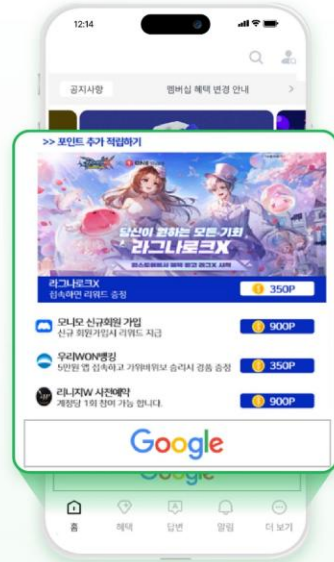 12:14
공지사항 멤버십 혜택 변경 안내 >
>> 포인트 추가 적립하기
당신이 원하는 모든 기회
라그나로크X
라그나로크X
접속하면 리워드 증정
350P
모니모 신규회원 가입
신규 회원가입시 리워드 지급
900P
우리WON뱅킹
5만원 앱 접속하고 가위바위보 승리시 경품 증정
350P
리니지W 사전예약
계정당 1회 참여 가능 합니다.
900P
Google
Google
홈 혜택 답변 알림 더 보기